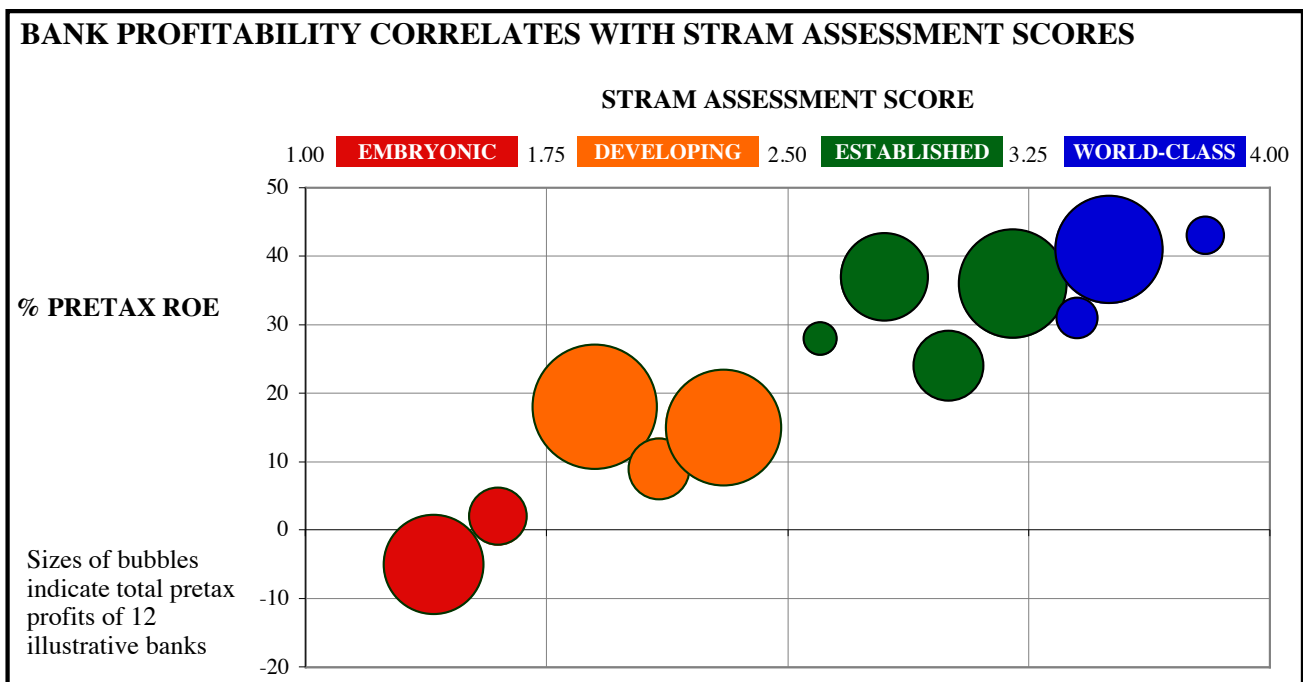 BANK PROFITABILITY CORRELATES WITH STRAM ASSESSMENT SCORES
STRAM ASSESSMENT SCORE
1.00 EMBRYONIC 1.75 DEVELOPING 2.50 ESTABLISHED 3.25 WORLD-CLASS 4.00
50
40
% PRETAX ROE
30
20
10
0
Sizes of bubbles
indicate total pretax
-10
profits of 12
illustrative banks
-20